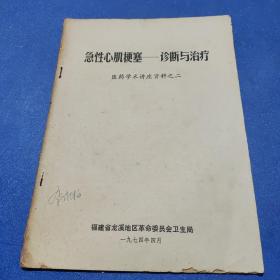 急性心肌梗塞——诊断与治疗
医药学术讲座资料之二
福建省龙溪地区革命委员会卫生局
一九七四年四月